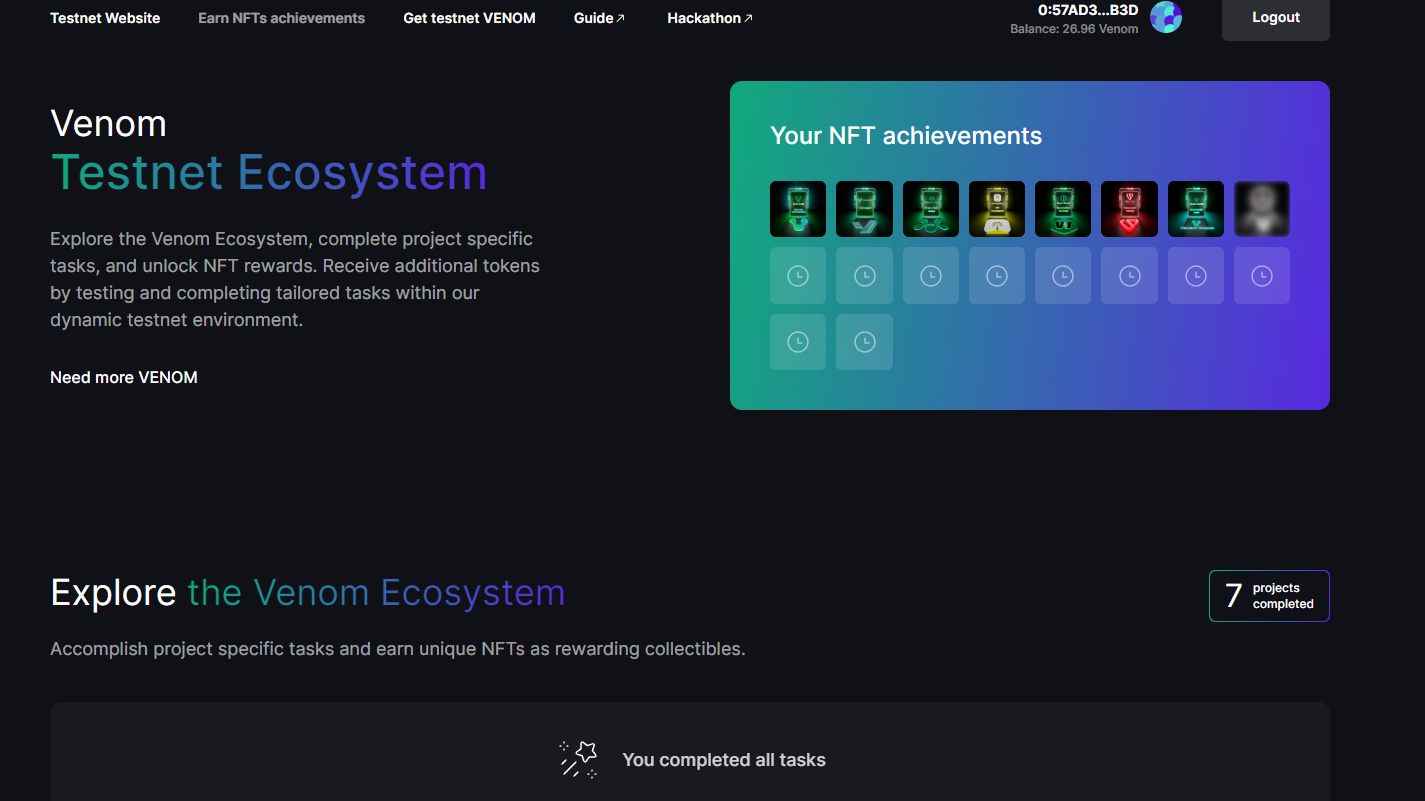 Testnet Website
Earn NFTs achievements
Get testnet VENOM
Guide↗
Hackathon↗
0:57AD3...B3D
Balance: 26.96 Venom
Logout
Venom
Testnet Ecosystem
Explore the Venom Ecosystem, complete project specific
tasks, and unlock NFT rewards. Receive additional tokens
by testing and completing tailored tasks within our
dynamic testnet environment.
Need more VENOM
Your NFT achievements
Explore the Venom Ecosystem
7 projects
completed
Accomplish project specific tasks and earn unique NFTs as rewarding collectibles.
You completed all tasks